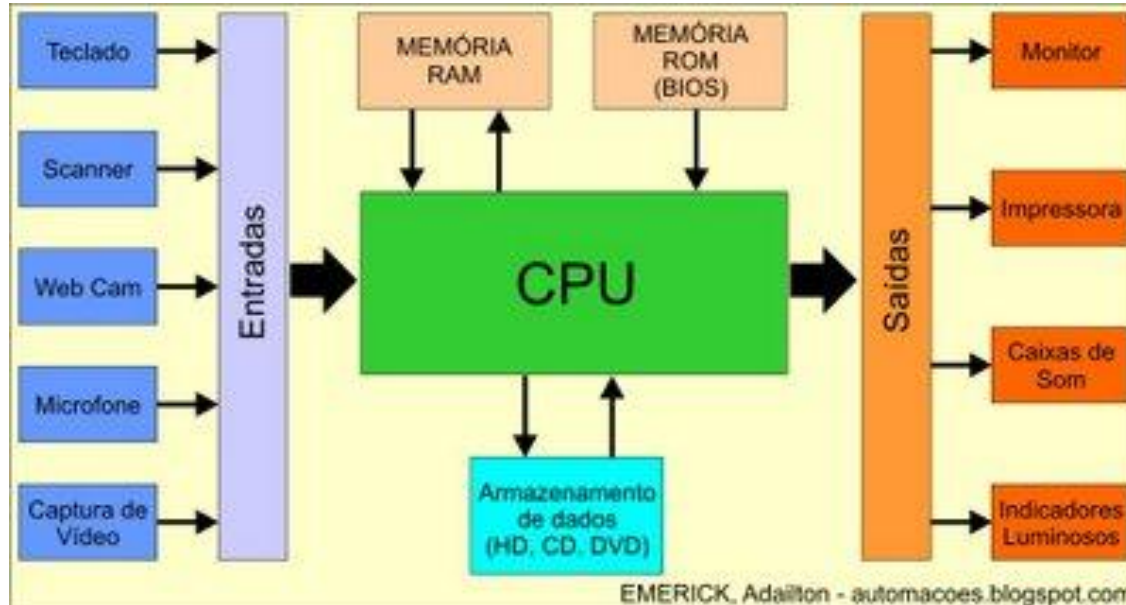 Teclado
Scanner
Web Cam
Microfone
Captura de
Vídeo
Entradas
MEMÓRIA
RAM
MEMÓRIA
ROM
(BIOS)
CPU
Armazenamento
de dados
(HD, CD, DVD)
Saidas
Monitor
Impressora
Caixas de
Som
Indicadores
Luminosos
EMERICK, Adailton - automacoes.blogspot.com